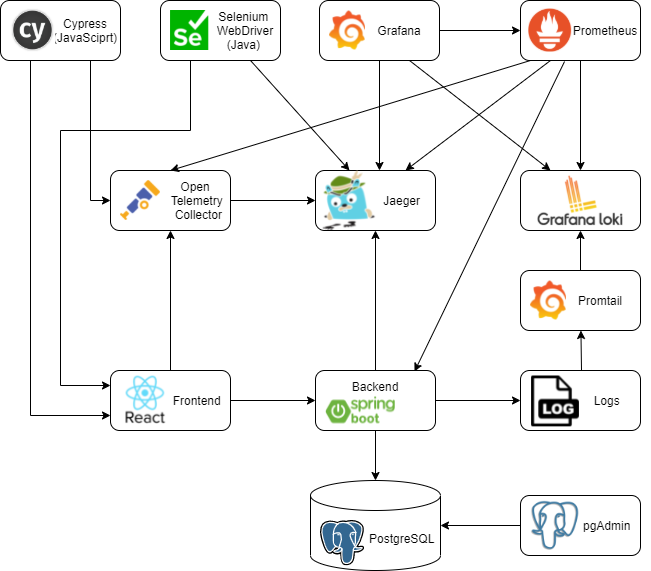 cy
Cypress
(JavaSciprt)
Se
Selenium
WebDriver
(Java)
Grafana
Prometheus
Open
Telemetry
Collector
Jaeger
Grafana loki
Promtail
React
Frontend
Backend
spring
boot
LOG
Logs
PostgreSQL
pgAdmin